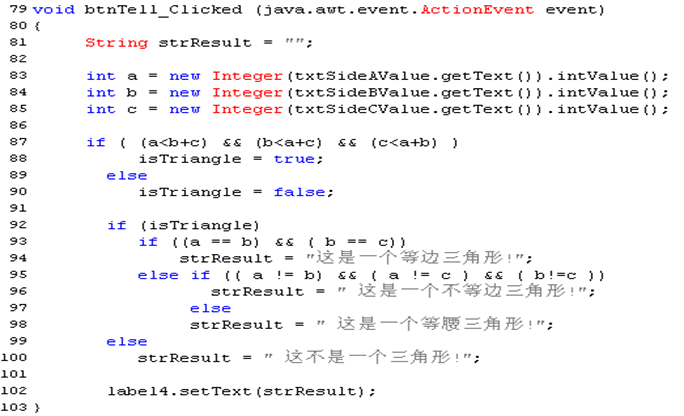 79 void btnTell_Clicked (java.awt.event.ActionEvent event)
80 {
81 String strResult = "";
82
83 int a = new Integer(txtSideAValue.getText()).intValue();
84 int b = new Integer(txtSideBValue.getText()).intValue();
85 int c = new Integer(txtSideCValue.getText()).intValue();
86
87 if ( (a<b+c) && (b<a+c) && (c<a+b) )
88 isTriangle = true;
89 else
90 isTriangle = false;
91
92 if (isTriangle)
93 if ((a == b) && ( b == c))
94 strResult = "这是一个等边三角形!";
95 else if (( a != b) && ( a != c ) && ( b!=c ))
96 strResult = " 这是一个不等边三角形!";
97 else
98 strResult = " 这是一个等腰三角形!";
99 else
100 strResult = " 这不是一个三角形!";
101
102 label4.setText(strResult);
103 }